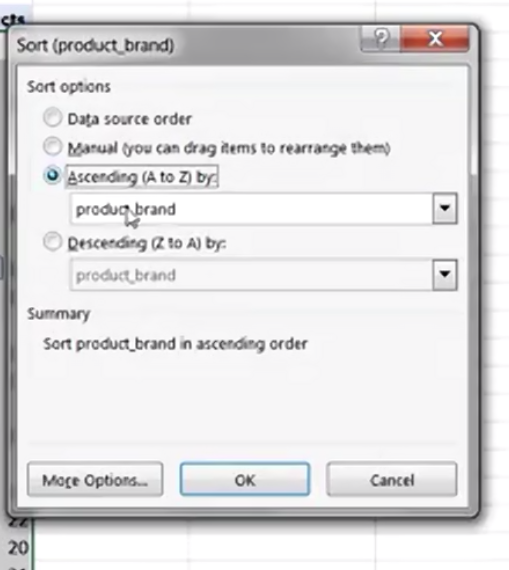 cts
Sort (product_brand)
?
X
Sort options
Data source order
Manual (you can drag items to rearrange them)
Ascending (A to Z) by:
product_brand
Descending (Z to A) by:
product_brand
Summary
Sort product_brand in ascending order
More Options...
OK
Cancel
22
20